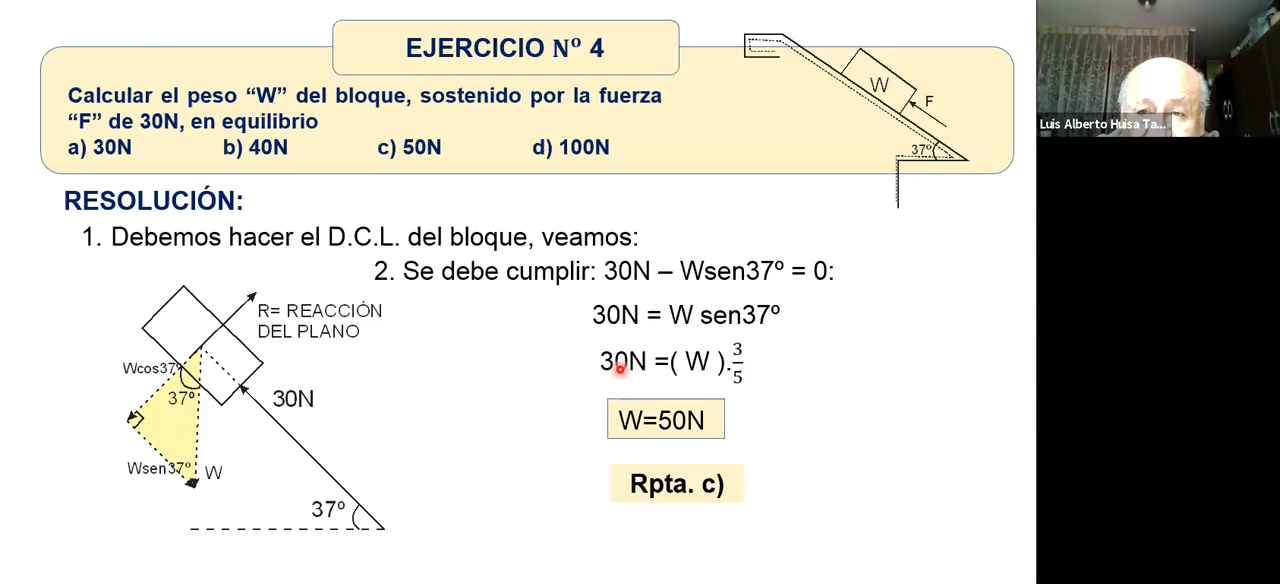 EJERCICIO Nº 4
Calcular el peso “W” del bloque, sostenido por la fuerza
“F” de 30N, en equilibrio
a) 30N b) 40N c) 50N d) 100N
W
F
37º
Luis Alberto Huisa Ta...
RESOLUCIÓN:
1. Debemos hacer el D.C.L. del bloque, veamos:
2. Se debe cumplir: 30N – Wsen37º = 0:
R= REACCIÓN
DEL PLANO
Wcos37º
37º
30N
Wsen37º
W
37º
30N = W sen37º
30N =( W ).3/5
W=50N
Rpta. c)